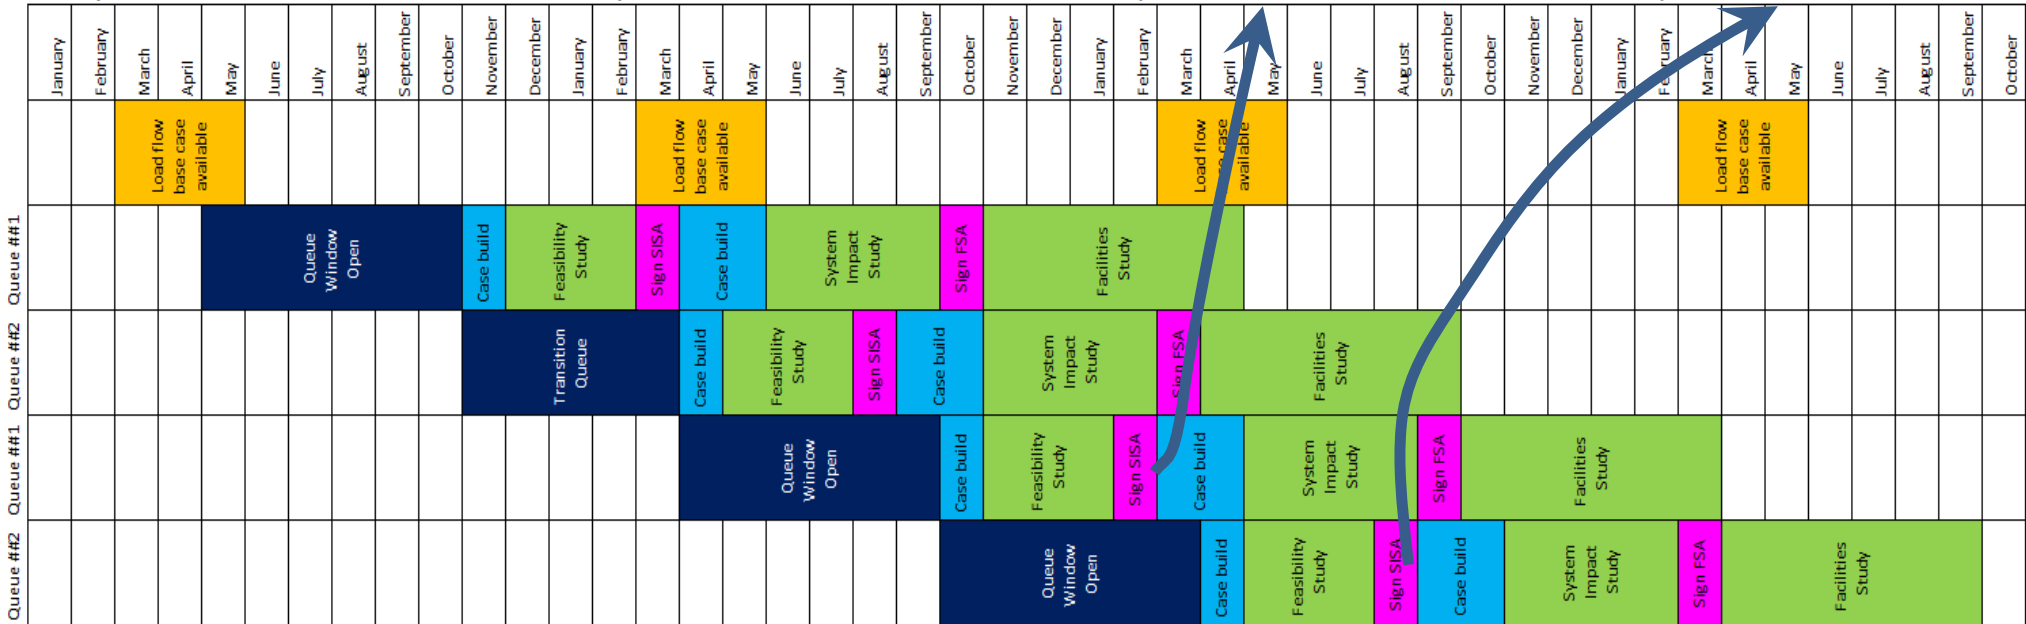 January
February
March
April
May
June
July
August
September
October
November
December
January
February
March
April
May
June
July
August
September
October
November
December
January
February
March
April
May
June
July
August
September
October
November
December
January
February
March
April
May
June
July
August
September
October
Load flow
base case
available
Load flow
base case
available
Load flow
base case
available
Load flow
base case
available
Queue ##1
Queue
Window
Open
Case build
Feasibility
Study
Sign SISA
Case build
System
Impact
Study
Sign FSA
Facilities
Study
Queue ##2
Transition
Queue
Case build
Feasibility
Study
Sign SISA
Case build
System
Impact
Study
Sign FSA
Facilities
Study
Queue ##1
Queue
Window
Open
Case build
Feasibility
Study
Sign SISA
Case build
System
Impact
Study
Sign FSA
Facilities
Study
Queue ##2
Queue
Window
Open
Case build
Feasibility
Study
Sign SISA
Case build
System
Impact
Study
Sign FSA
Facilities
Study